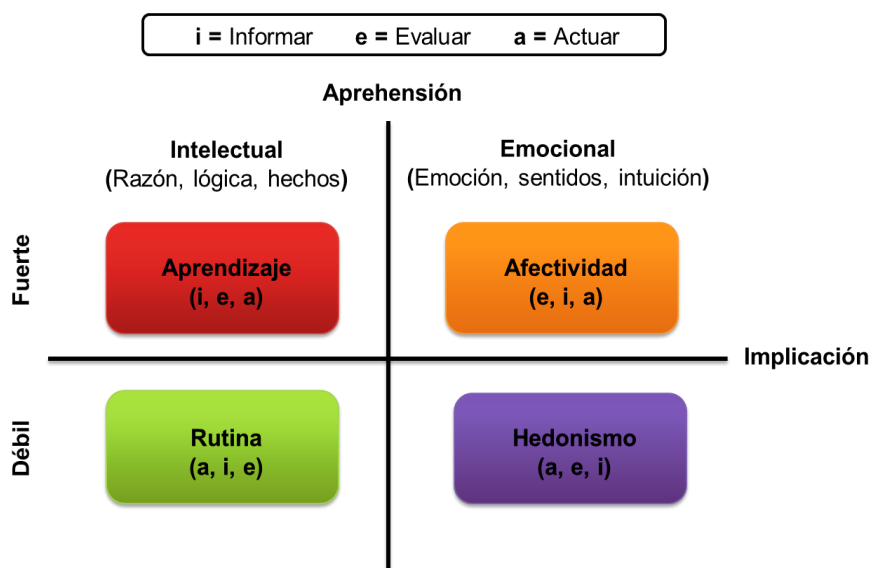 i = Informar e = Evaluar a = Actuar
Aprehensión
Intelectual
(Razón, lógica, hechos)
Emocional
(Emoción, sentidos, intuición)
Fuerte
Aprendizaje
(i, e, a)
Afectividad
(e, i, a)
Implicación
Débil
Rutina
(a, i, e)
Hedonismo
(a, e, i)